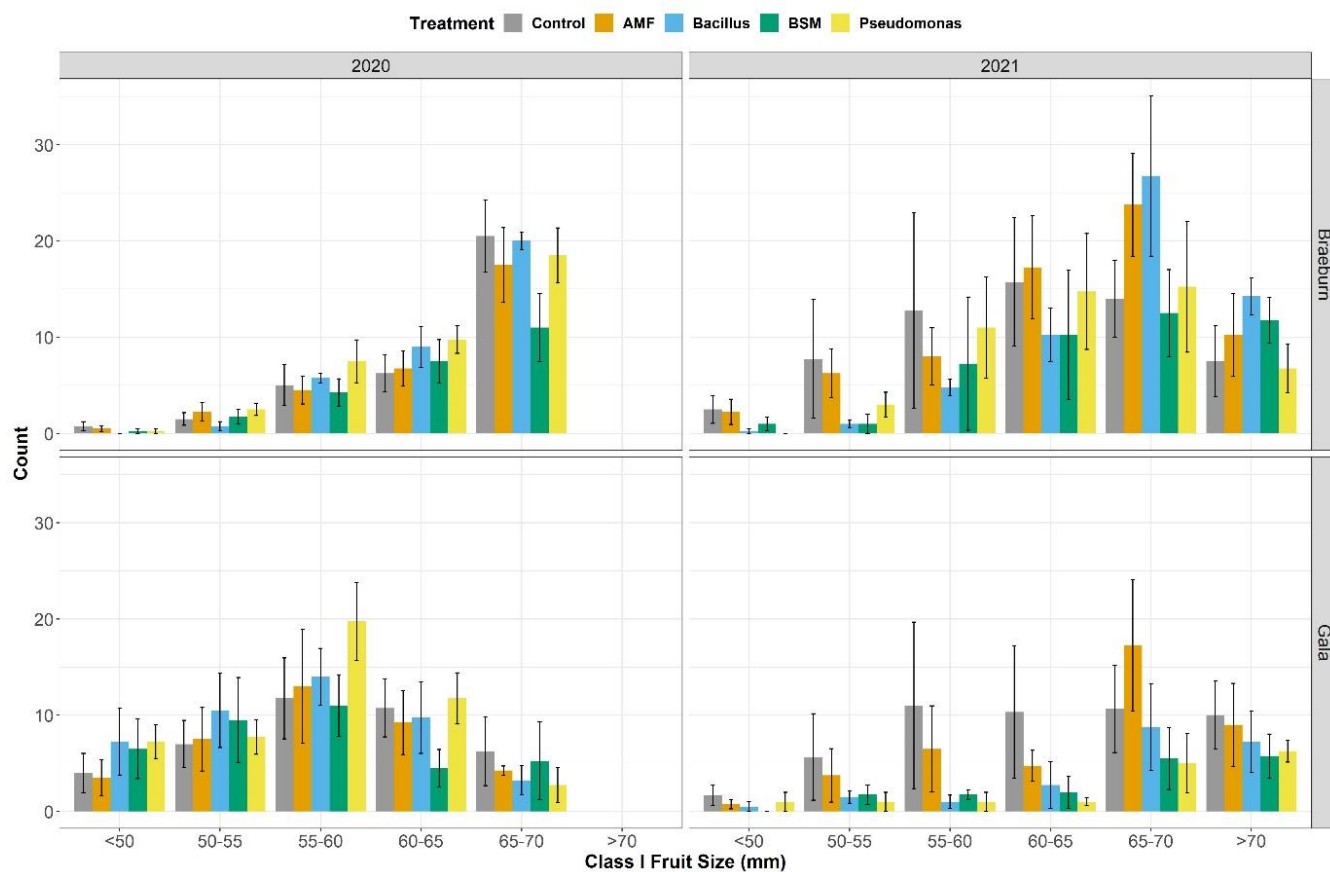 Treatment Control AMF Bacillus BSM Pseudomonas
2020 2021
30
20
10
0
Braeburn
Count
30
20
10
0
Gala
<50 50-55 55-60 60-65 65-70 >70 <50 50-55 55-60 60-65 65-70 >70
Class I Fruit Size (mm)